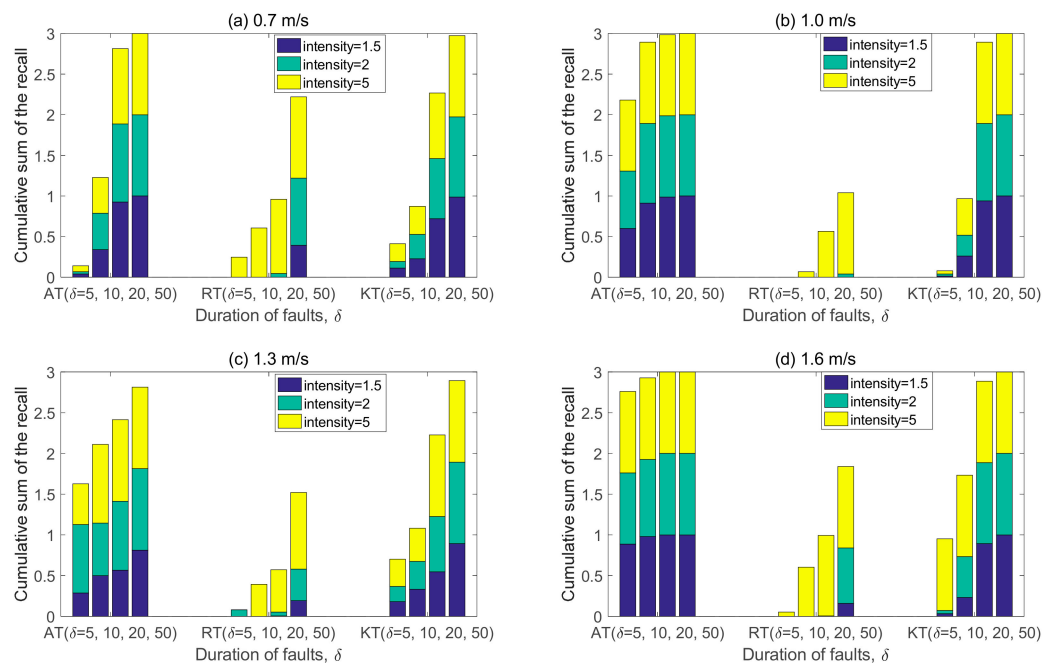 (a) 0.7 m/s
Cumulative sum of the recall
3
2.5
2
1.5
1
0.5
0
intensity=1.5
intensity=2
intensity=5
AT(δ=5, 10, 20, 50)
RT(δ=5, 10, 20, 50)
KT(δ=5, 10, 20, 50)
Duration of faults, δ
(b) 1.0 m/s
Cumulative sum of the recall
3
2.5
2
1.5
1
0.5
0
intensity=1.5
intensity=2
intensity=5
AT(δ=5, 10, 20, 50)
RT(δ=5, 10, 20, 50)
KT(δ=5, 10, 20, 50)
Duration of faults, δ
(c) 1.3 m/s
Cumulative sum of the recall
3
2.5
2
1.5
1
0.5
0
intensity=1.5
intensity=2
intensity=5
AT(δ=5, 10, 20, 50)
RT(δ=5, 10, 20, 50)
KT(δ=5, 10, 20, 50)
Duration of faults, δ
(d) 1.6 m/s
Cumulative sum of the recall
3
2.5
2
1.5
1
0.5
0
intensity=1.5
intensity=2
intensity=5
AT(δ=5, 10, 20, 50)
RT(δ=5, 10, 20, 50)
KT(δ=5, 10, 20, 50)
Duration of faults, δ